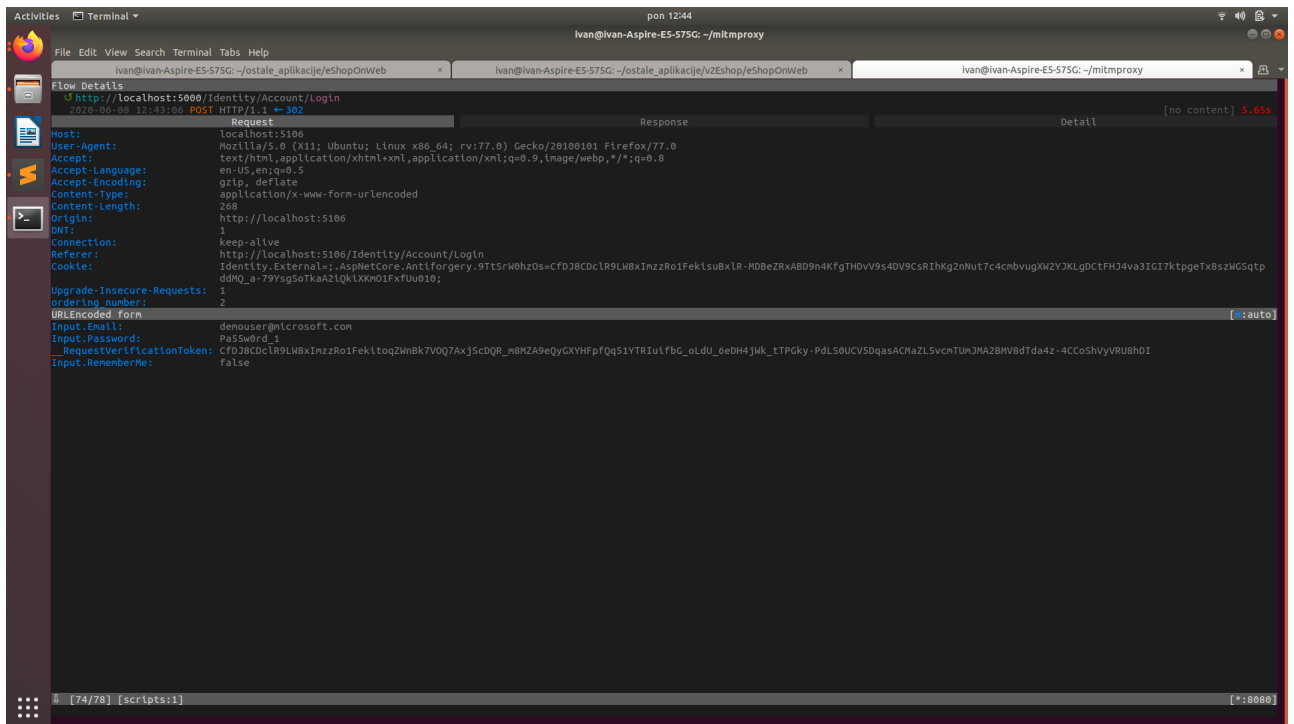 Activities Terminal pon 12:44
ivan@ivan-Aspire-E5-575G: ~/mitmproxy
File Edit View Search Terminal Tabs Help
ivan@ivan-Aspire-E5-575G: ~/ostale_aplikacije/eShopOnWeb × ivan@ivan-Aspire-E5-575G: ~/ostale_aplikacije/v2Eshop/eShopOnWeb × ivan@ivan-Aspire-E5-575G: ~/mitmproxy ×
Flow Details
↺ http://localhost:5000/Identity/Account/Login
2020-06-08 12:43:06 POST HTTP/1.1 ← 302 [no content] 5.65s
Request Response Detail
Host: localhost:5106
User-Agent: Mozilla/5.0 (X11; Ubuntu; Linux x86_64; rv:77.0) Gecko/20100101 Firefox/77.0
Accept: text/html,application/xhtml+xml,application/xml;q=0.9,image/webp,*/*;q=0.8
Accept-Language: en-US,en;q=0.5
Accept-Encoding: gzip, deflate
Content-Type: application/x-www-form-urlencoded
Content-Length: 268
Origin: http://localhost:5106
DNT: 1
Connection: keep-alive
Referer: http://localhost:5106/Identity/Account/Login
Cookie: Identity.External=;.AspNetCore.Antiforgery.9TtSrW0hzOs=CfDJ8CDclR9LW8xImzzRo1FekisuBxlR-MDBeZRxABD9n4KfgTHDvV9s4DV9CsRIhKg2nNut7c4cmbvugXW2YJKLgDCtFHJ4va3IGI7ktpgeTx8szWGSqtp
ddMQ_a-79YsgSoTkaA2iQkiXKmO1FxfUu010;
Upgrade-Insecure-Requests: 1
ordering_number: 2
URLEncoded form [m:auto]
Input.Email: demouser@microsoft.com
Input.Password: Pa55w0rd_1
__RequestVerificationToken: CfDJ8CDclR9LW8xImzzRo1FekitoqZWnBk7VOQ7AxjScDQR_m8MZA9eQyGXYHFpfQq51YTRIuifbG_oLdU_6eDH4jWk_tTPGky-PdLS0UCV5DqasACMaZL5vcmTUmJMA2BMV8dTda4z-4CCoShVyVRU8hDI
Input.RememberMe: false
⇩ [74/78] [scripts:1] [*:8080]